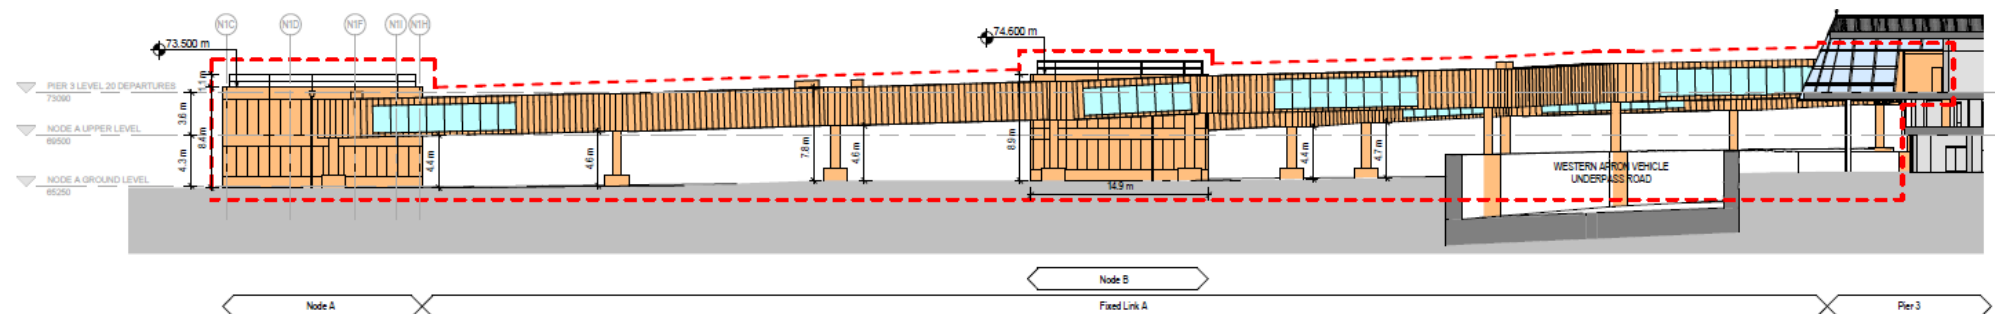 N1C N1D N1F N1I N1H
73.500 m
74.600 m
PIER 3 LEVEL 20 DEPARTURES
73090
NODE A UPPER LEVEL
69500
NODE A GROUND LEVEL
65250
1.1 m
3.6 m
8.4 m
4.3 m
4.4 m
4.6 m
7.8 m
4.6 m
8.9 m
14.9 m
4.4 m
4.7 m
WESTERN APRON VEHICLE
UNDERPASS ROAD
Node B
Node A
Fixed Link A
Pier 3